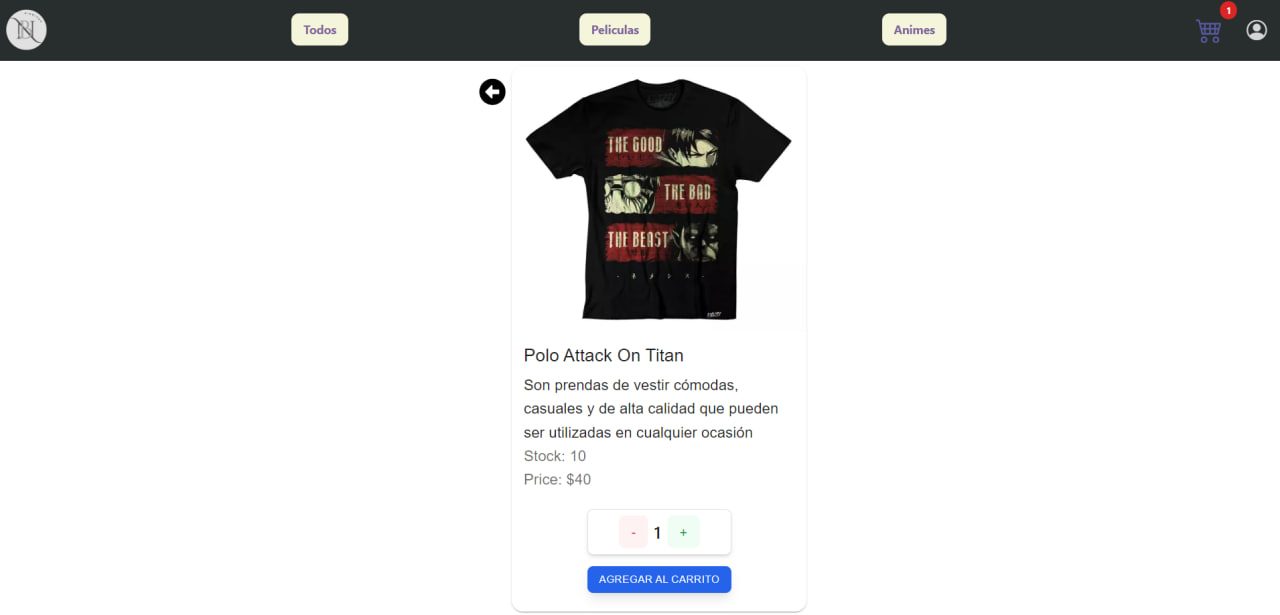 Todos
Peliculas
Animes
1
THE GOOD
THE BAD
THE BEAST
Polo Attack On Titan
Son prendas de vestir cómodas,
casuales y de alta calidad que pueden
ser utilizadas en cualquier ocasión
Stock: 10
Price: $40
- 1 +
AGREGAR AL CARRITO